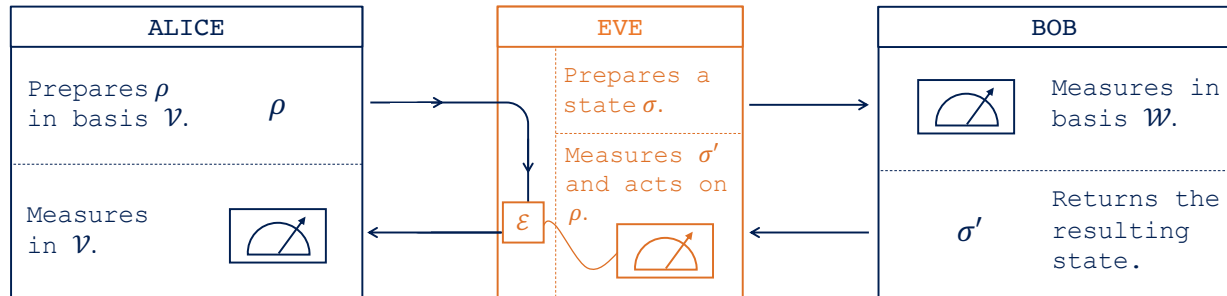 ALICE
Prepares ρ
in basis 𝒱.
ρ
Measures
in 𝒱.
EVE
Prepares a
state σ.
Measures σ′
and acts on
ρ.
ℰ
BOB
Measures in
basis 𝒲.
σ′
Returns the
resulting
state.